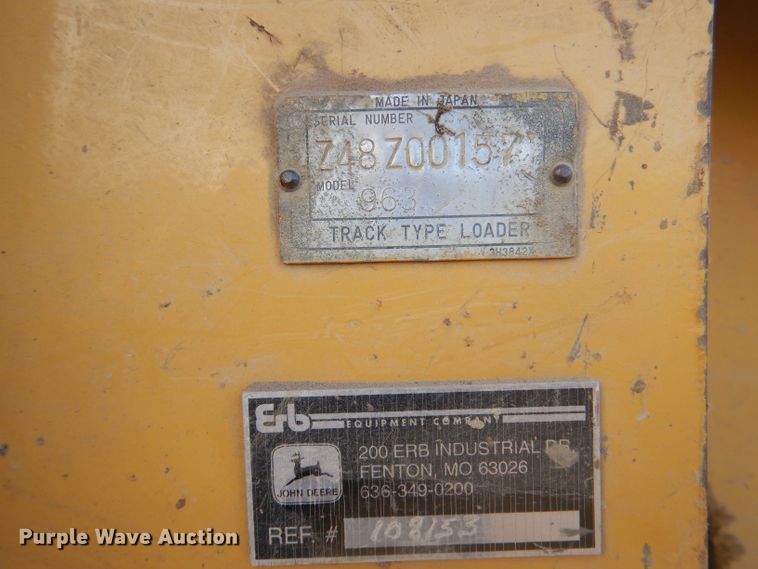 MADE IN JAPAN
SERIAL NUMBER
Z48Z00157
MODEL
963
TRACK TYPE LOADER
3H3842
Erb
EQUIPMENT COMPANY
200 ERB INDUSTRIAL DR
FENTON, MO 63026
636-349-0200
JOHN DEERE
REF. # 108153
Purple Wave Auction